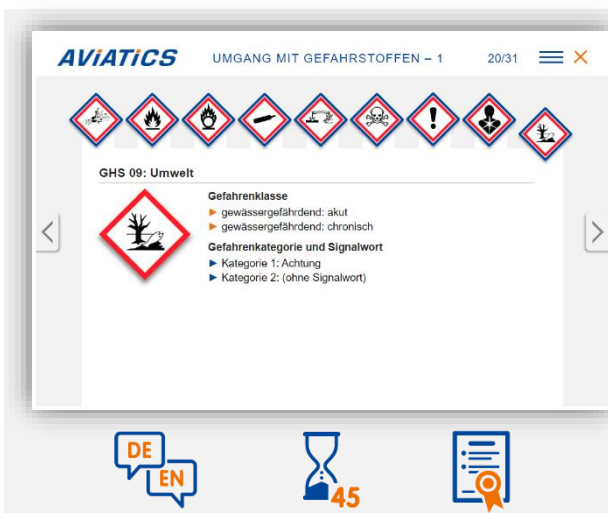 AViATiCS
UMGANG MIT GEFAHRSTOFFEN – 1
20/31
GHS 09: Umwelt
Gefahrenklasse
gewässergefährdend: akut
gewässergefährdend: chronisch
Gefahrenkategorie und Signalwort
Kategorie 1: Achtung
Kategorie 2: (ohne Signalwort)
DE
EN
45